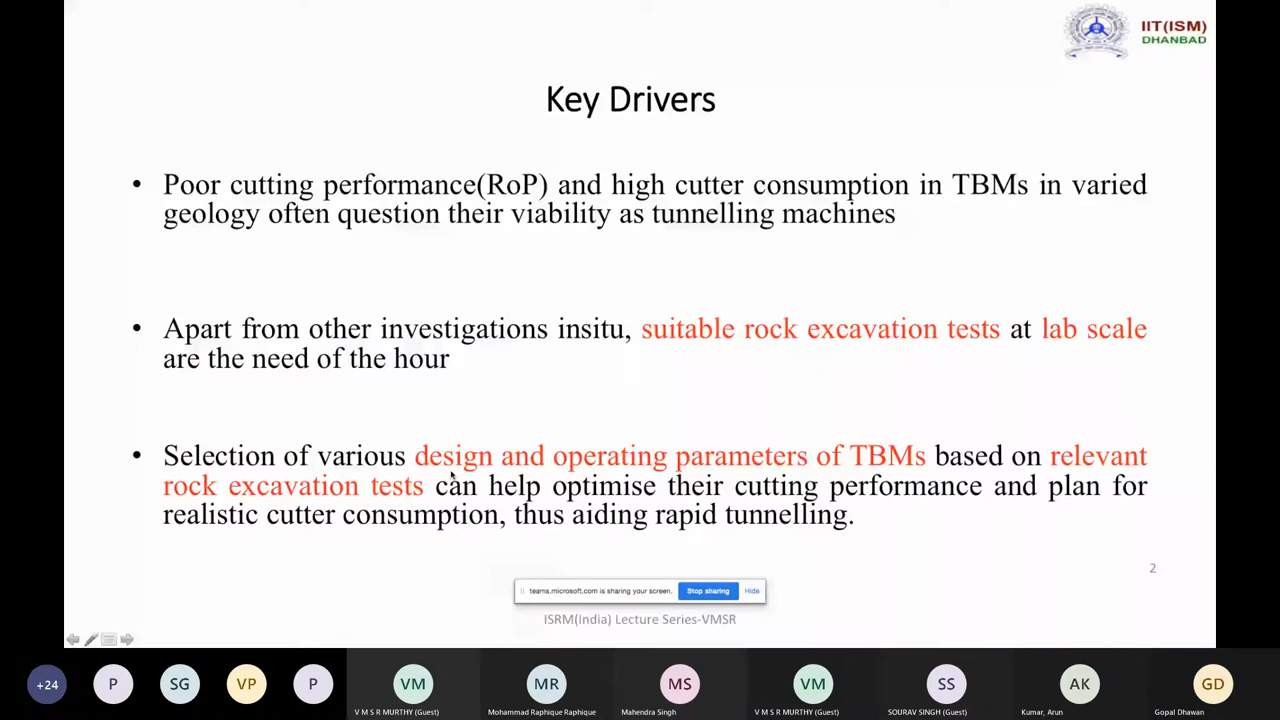 IIT(ISM)
DHANBAD
Key Drivers
• Poor cutting performance(RoP) and high cutter consumption in TBMs in varied
geology often question their viability as tunnelling machines
• Apart from other investigations insitu, suitable rock excavation tests at lab scale
are the need of the hour
• Selection of various design and operating parameters of TBMs based on relevant
rock excavation tests can help optimise their cutting performance and plan for
realistic cutter consumption, thus aiding rapid tunnelling.
2
teams.microsoft.com is sharing your screen. Stop sharing Hide
ISRM(India) Lecture Series-VMSR
+24 P SG VP P VM MR MS VM SS AK GD
V M S R MURTHY (Guest) Mohammad Raphique Raphique Mahendra Singh V M S R MURTHY (Guest) SOURAV SINGH (Guest) Kumar, Arun Gopal Dhawan